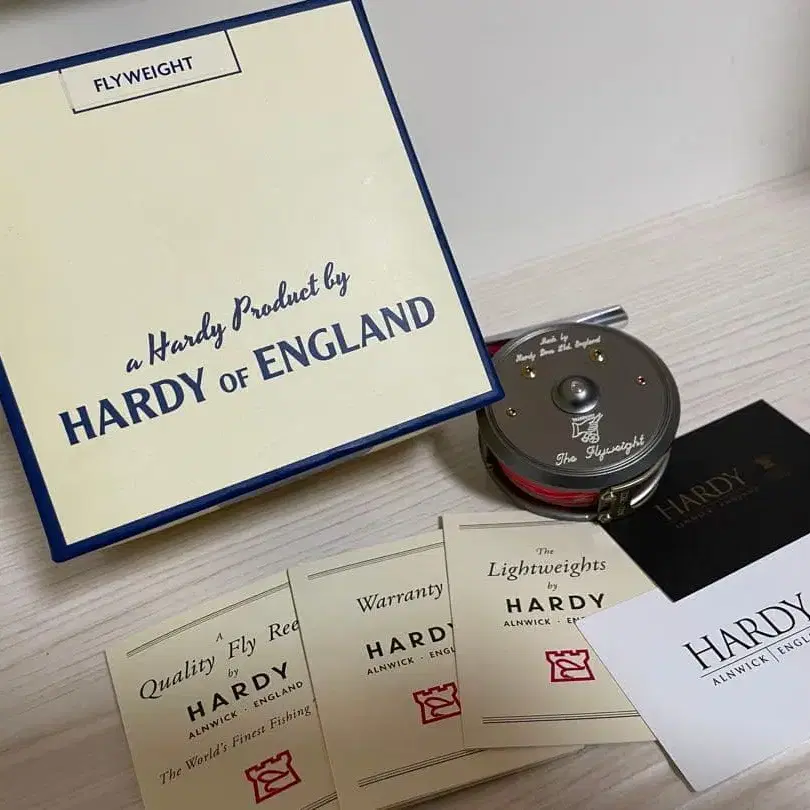 FLYWEIGHT
a Hardy Product by
HARDY OF ENGLAND
Made by
Hardy Bros Ltd. England
The Flyweight
A
Quality Fly Ree
by
HARDY
ALNWICK · ENGLAND
The World's Finest Fishing
Warranty
HARDY
ALNWICK · ENG
The
Lightweights
by
HARDY
ALNWICK · EN
HARDY
HARDY
ALNWICK | ENGL